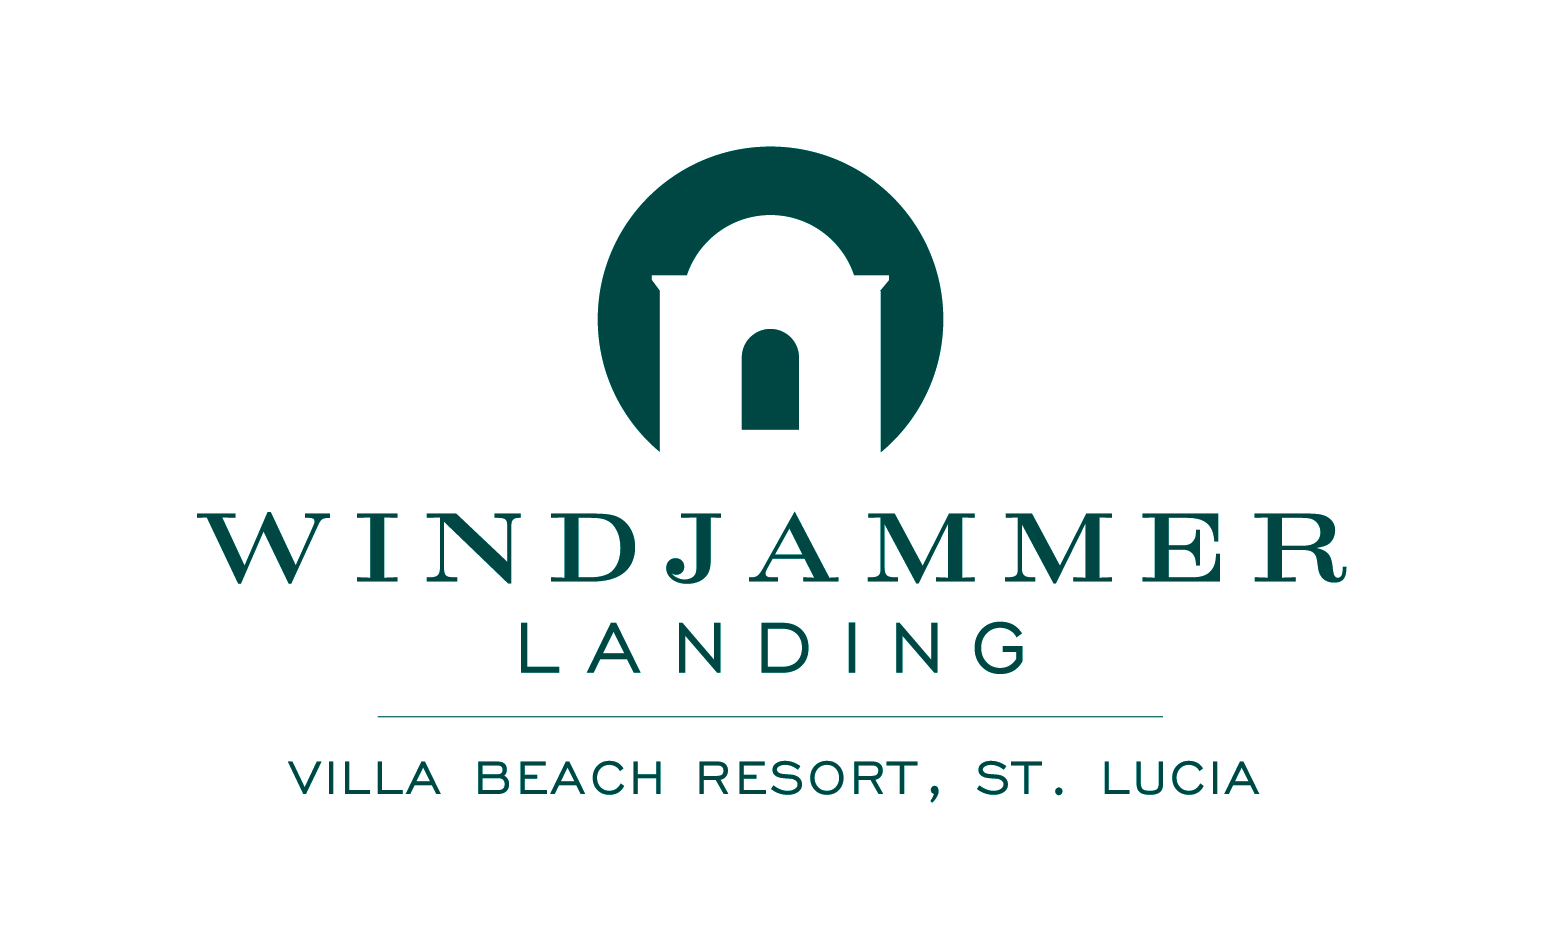 WINDJAMMER
LANDING
VILLA BEACH RESORT, ST. LUCIA